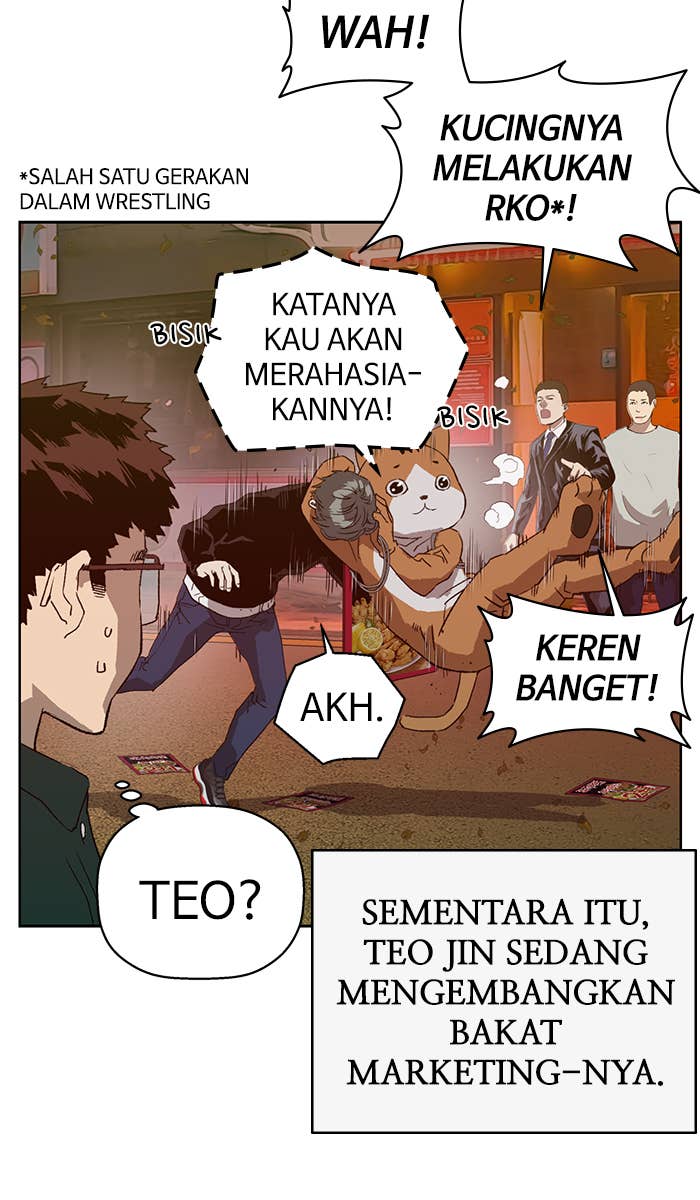 WAH!
KUCINGNYA
MELAKUKAN
RKO*!
*SALAH SATU GERAKAN
DALAM WRESTLING
BISIK
KATANYA
KAU AKAN
MERAHASIA-
KANNYA!
BISIK
AKH.
KEREN
BANGET!
TEO?
SEMENTARA ITU,
TEO JIN SEDANG
MENGEMBANGKAN
BAKAT
MARKETING-NYA.